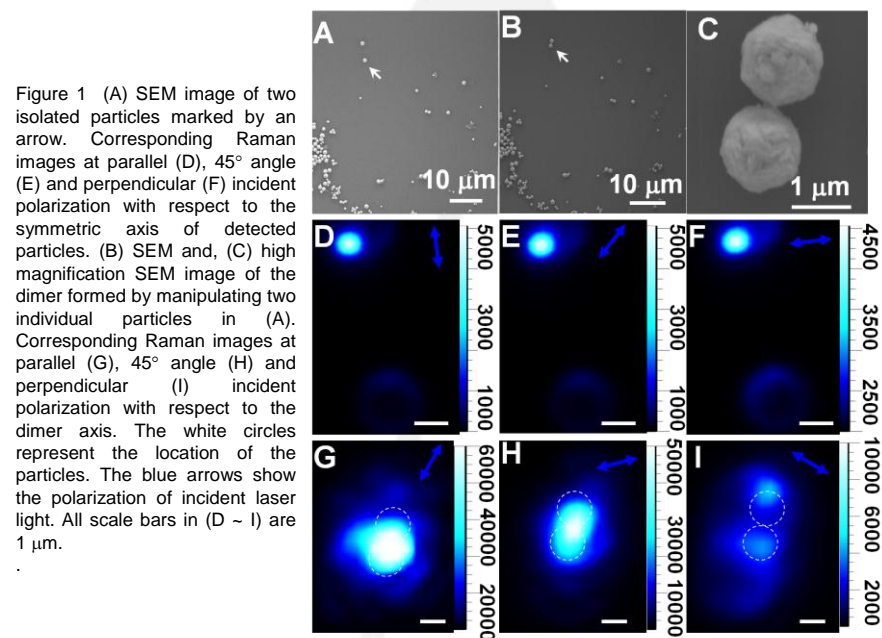 Figure 1 (A) SEM image of two
isolated particles marked by an
arrow. Corresponding Raman
images at parallel (D), 45° angle
(E) and perpendicular (F) incident
polarization with respect to the
symmetric axis of detected
particles. (B) SEM and, (C) high
magnification SEM image of the
dimer formed by manipulating two
individual particles in (A).
Corresponding Raman images at
parallel (G), 45° angle (H) and
perpendicular (I) incident
polarization with respect to the
dimer axis. The white circles
represent the location of the
particles. The blue arrows show
the polarization of incident laser
light. All scale bars in (D ~ I) are
1 μm.
.
A
10 μm
B
10 μm
C
1 μm
D
5000
3000
1000
E
5000
3000
1000
F
4500
3500
2500
G
60000
40000
20000
H
50000
30000
10000
I
10000
6000
2000